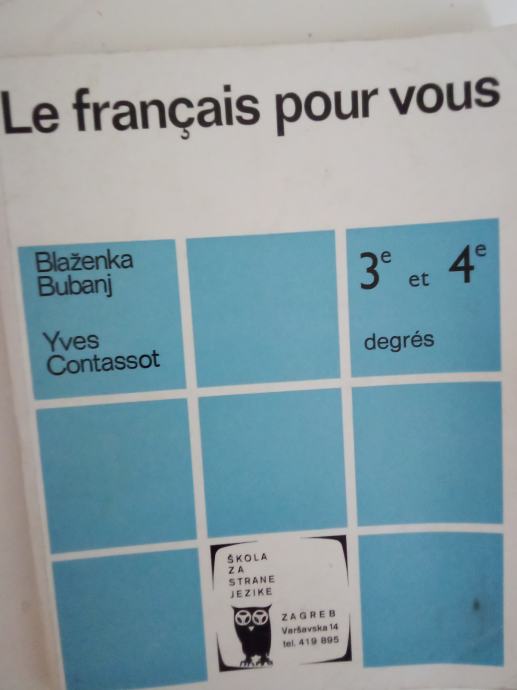 Le français pour vous
Blaženka
Bubanj
Yves
Contassot
3e et 4e
degrés
ŠKOLA
ZA
STRANE
JEZIKE
ZAGREB
Varšavska 14
tel. 419 895